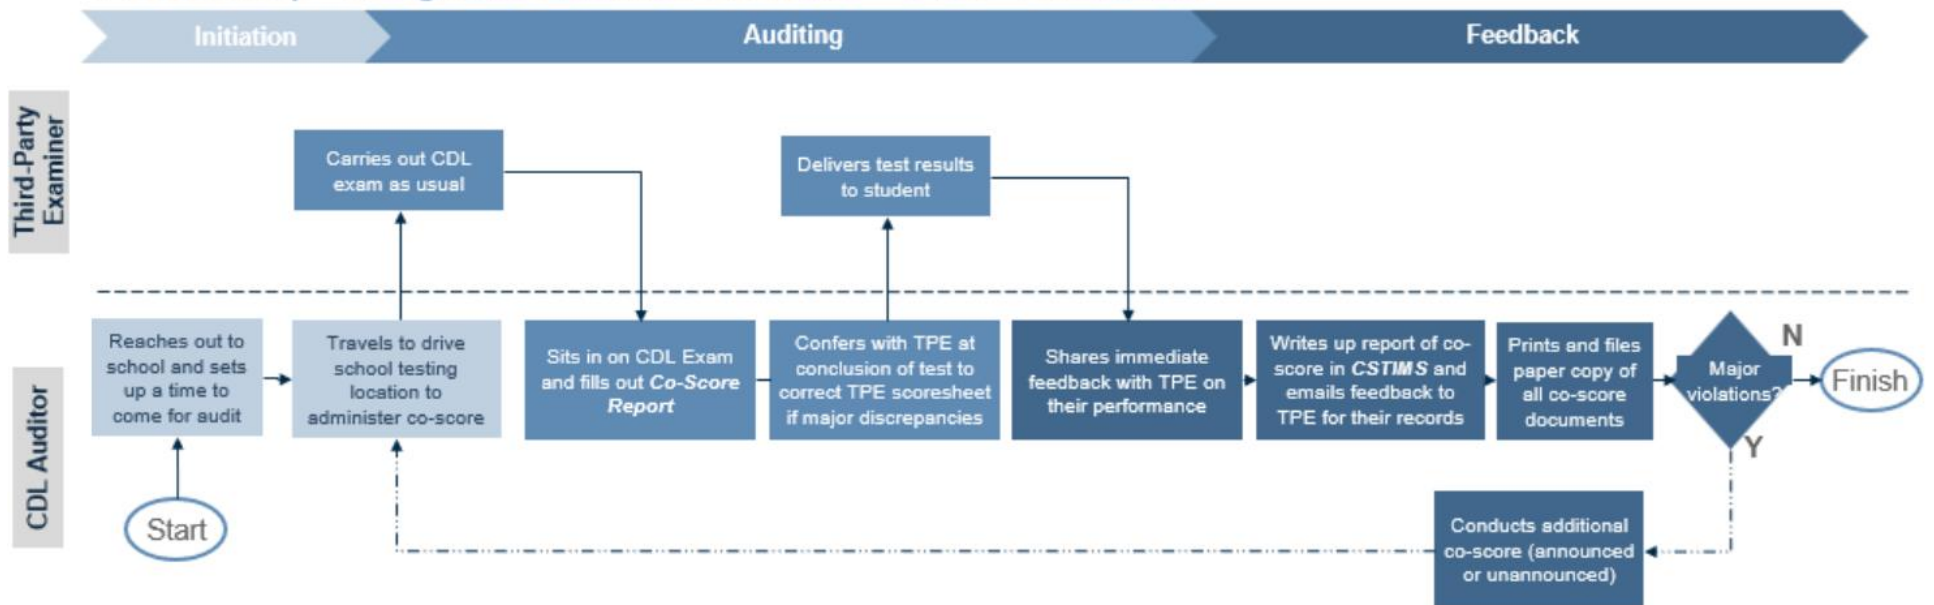 Initiation
Auditing
Feedback
Third-Party
Examiner
Carries out CDL
exam as usual
Delivers test results
to student
CDL Auditor
Reaches out to
school and sets
up a time to
come for audit
Travels to drive
school testing
location to
administer co-score
Sits in on CDL Exam
and fills out Co-Score
Report
Confers with TPE at
conclusion of test to
correct TPE scoresheet
if major discrepancies
Shares immediate
feedback with TPE on
their performance
Writes up report of co-
score in CSTIMS and
emails feedback to
TPE for their records
Prints and files
paper copy of
all co-score
documents
Major
violations?
N
Finish
Y
Start
Conducts additional
co-score (announced
or unannounced)